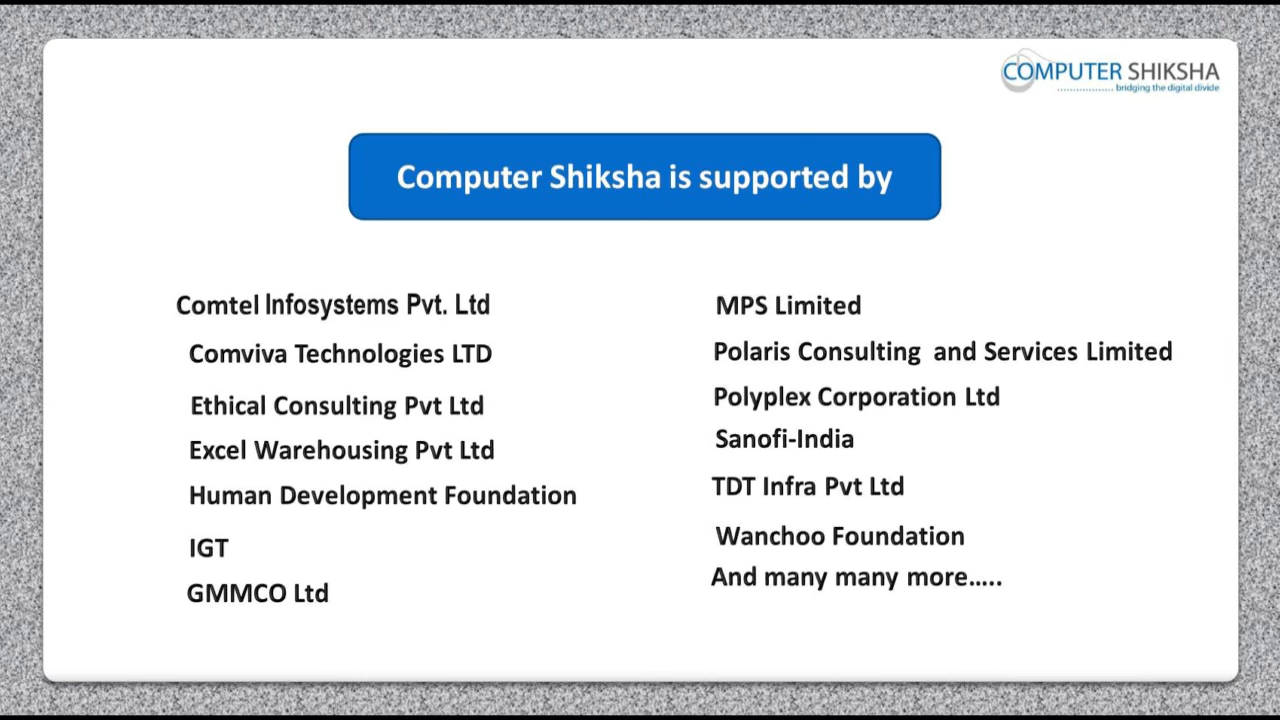 COMPUTER SHIKSHA
bridging the digital divide
Computer Shiksha is supported by
Comtel Infosystems Pvt. Ltd
Comviva Technologies LTD
Ethical Consulting Pvt Ltd
Excel Warehousing Pvt Ltd
Human Development Foundation
IGT
GMMCO Ltd
MPS Limited
Polaris Consulting and Services Limited
Polyplex Corporation Ltd
Sanofi-India
TDT Infra Pvt Ltd
Wanchoo Foundation
And many many more.....